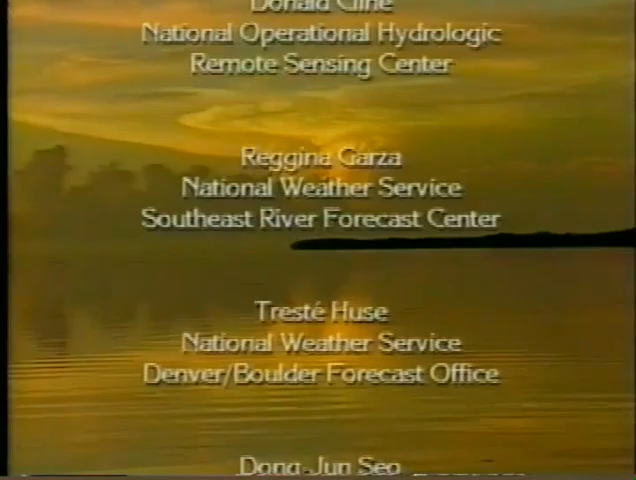 Donald Cline
National Operational Hydrologic
Remote Sensing Center
Reggina Garza
National Weather Service
Southeast River Forecast Center
Tresté Huse
National Weather Service
Denver/Boulder Forecast Office
Dong-Jun Seo